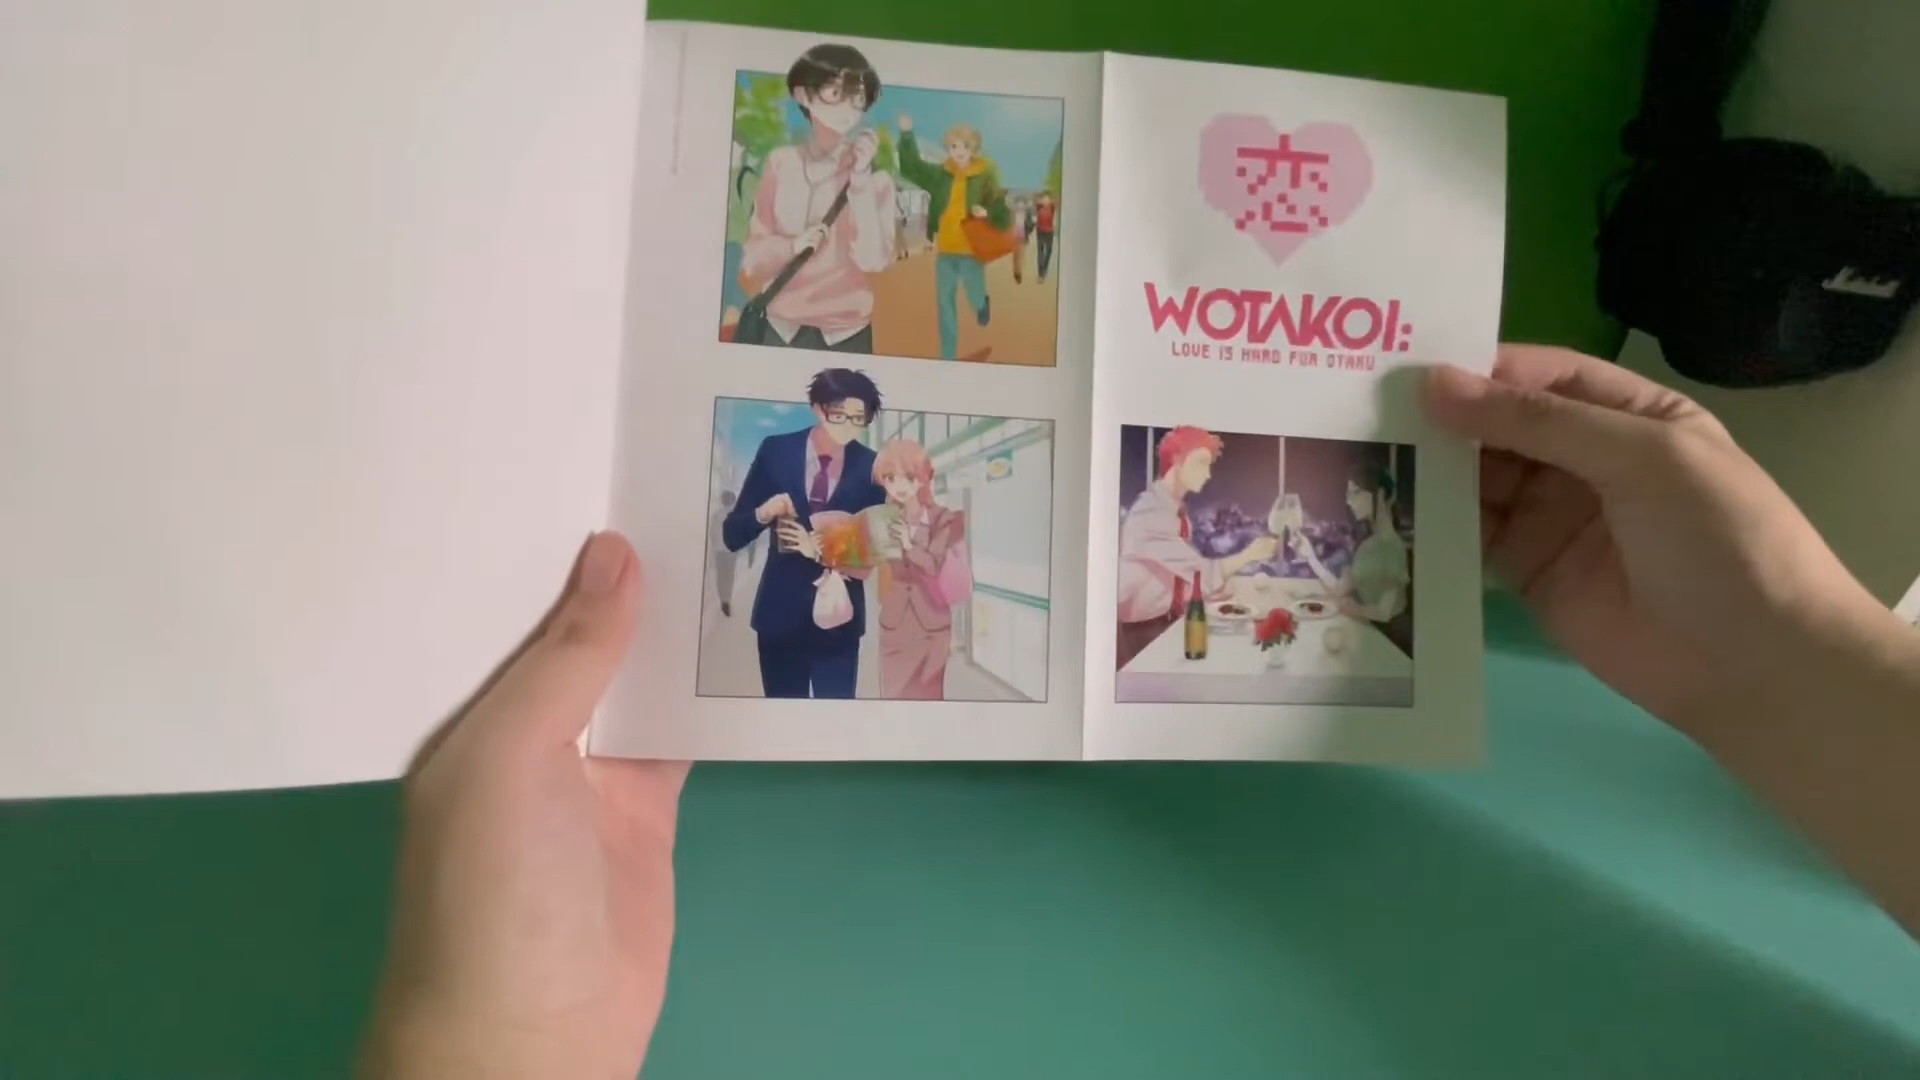 恋
WOTAKOI:
LOVE IS HARD FOR OTAKU